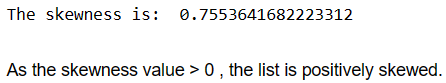 The skewness is:  0.7553641682223312
As the skewness value > 0 , the list is positively skewed.